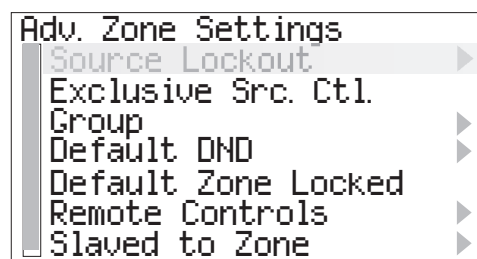 Adv. Zone Settings
Source Lockout
Exclusive Src. Ctl.
Group
Default DND
Default Zone Locked
Remote Controls
Slaved to Zone